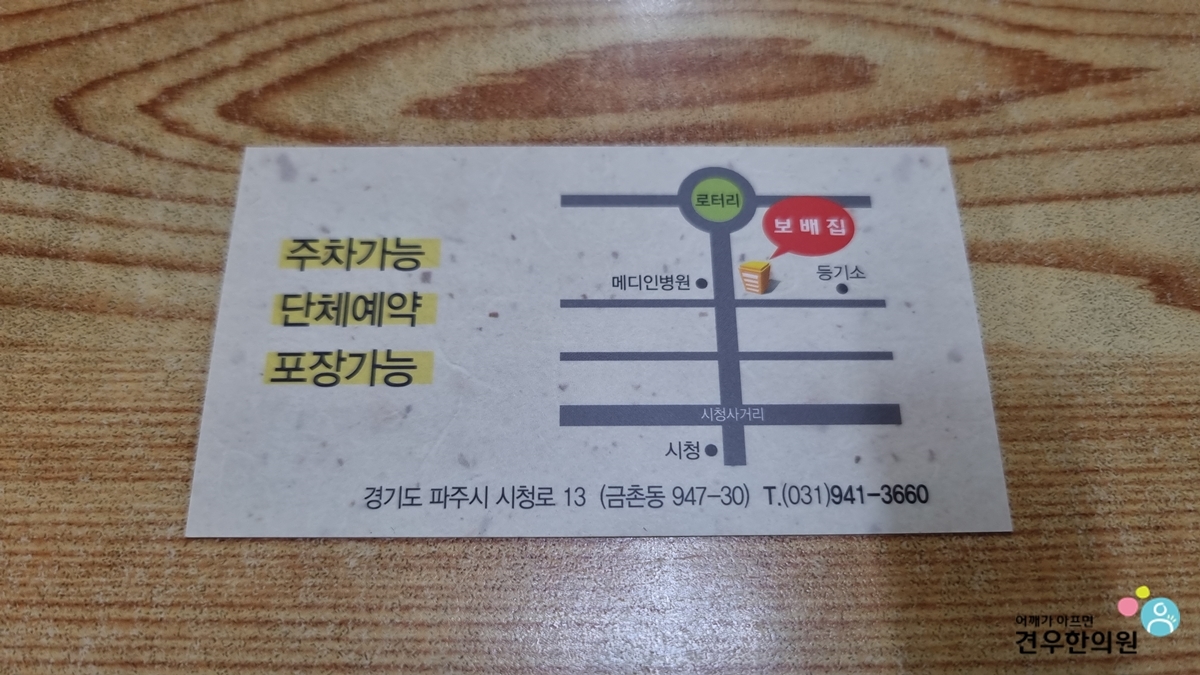 주차가능
단체예약
포장가능
로터리
보배집
메디인병원
등기소
시청사거리
시청
경기도 파주시 시청로 13 (금촌동 947-30) T.(031)941-3660
어깨가 아프면
견우한의원